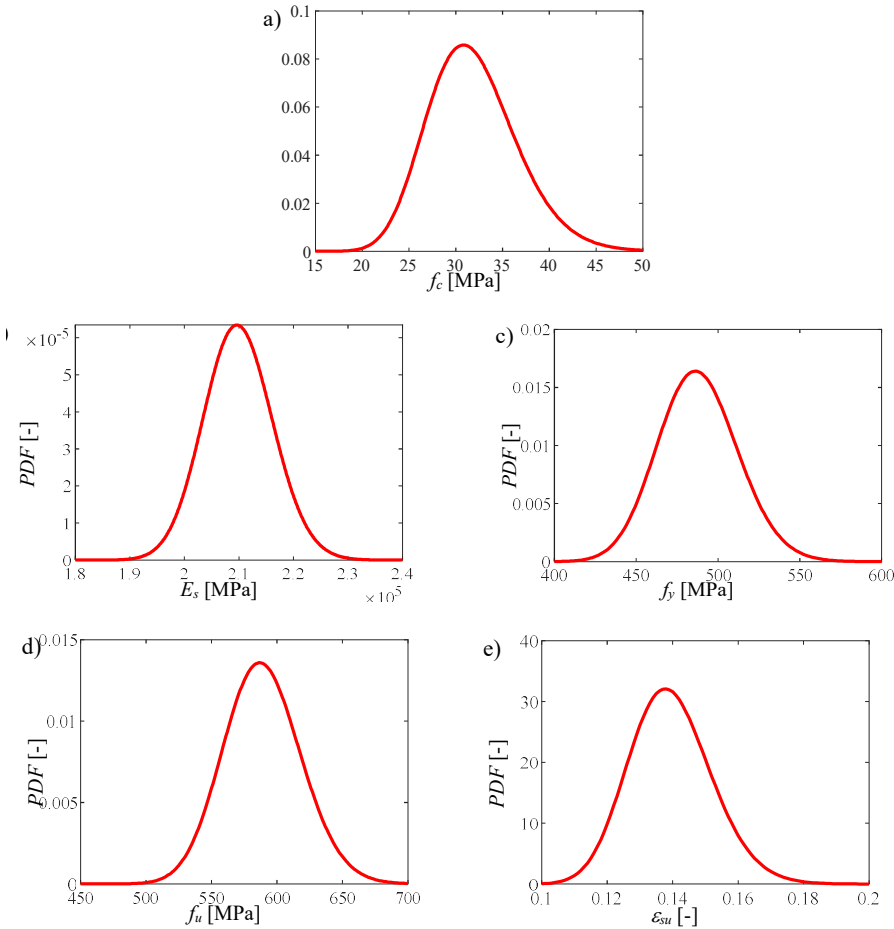 a)
0.1
0.08
0.06
0.04
0.02
0
15 20 25 30 35 40 45 50
f_c [MPa]
)
×10⁻⁵
6
5
4
3
2
1
0
PDF [-]
1.8 1.9 2 2.1 2.2 2.3 2.4
E_s [MPa]
×10⁵
c)
0.02
0.015
0.01
0.005
0
PDF [-]
400 450 500 550 600
f_y [MPa]
d)
0.015
0.01
0.005
0
PDF [-]
450 500 550 600 650 700
f_u [MPa]
e)
40
30
20
10
0
PDF [-]
0.1 0.12 0.14 0.16 0.18 0.2
ε_su [-]